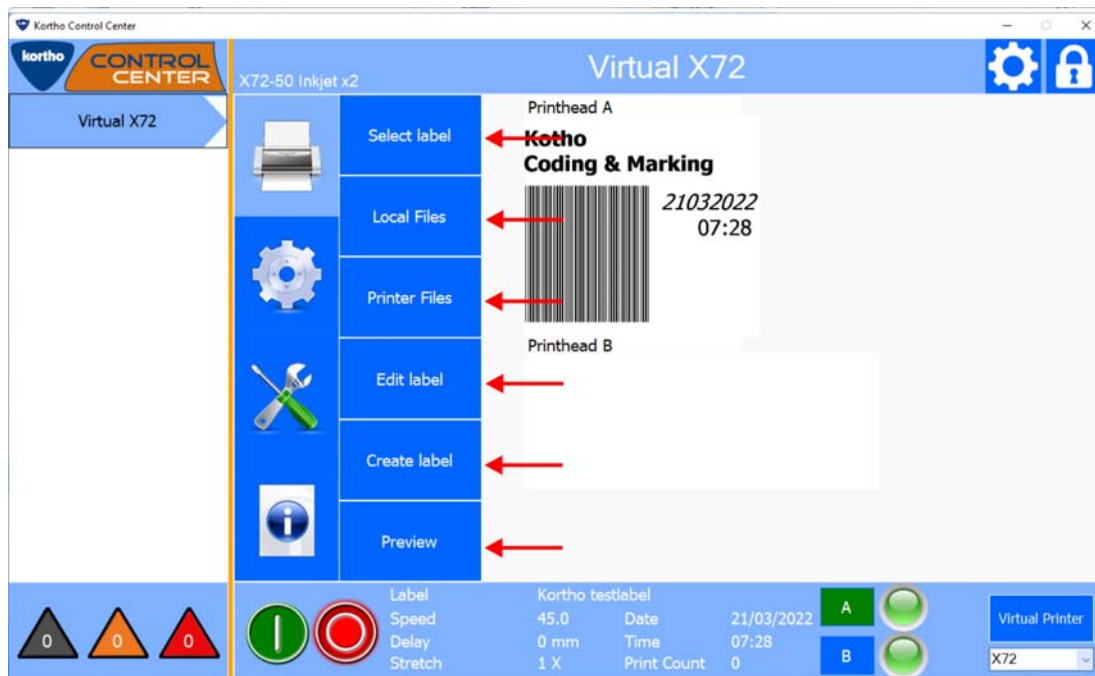 Kortho Control Center
kortho
CONTROL
CENTER
X72-50 Inkjet x2
Virtual X72
Virtual X72
Select label
Local Files
Printer Files
Edit label
Create label
Preview
Printhead A
Kotho
Coding & Marking
21032022
07:28
Printhead B
0 0 0
Label Kortho testlabel
Speed 45.0 Date 21/03/2022
Delay 0 mm Time 07:28
Stretch 1 X Print Count 0
A
B
Virtual Printer
X72